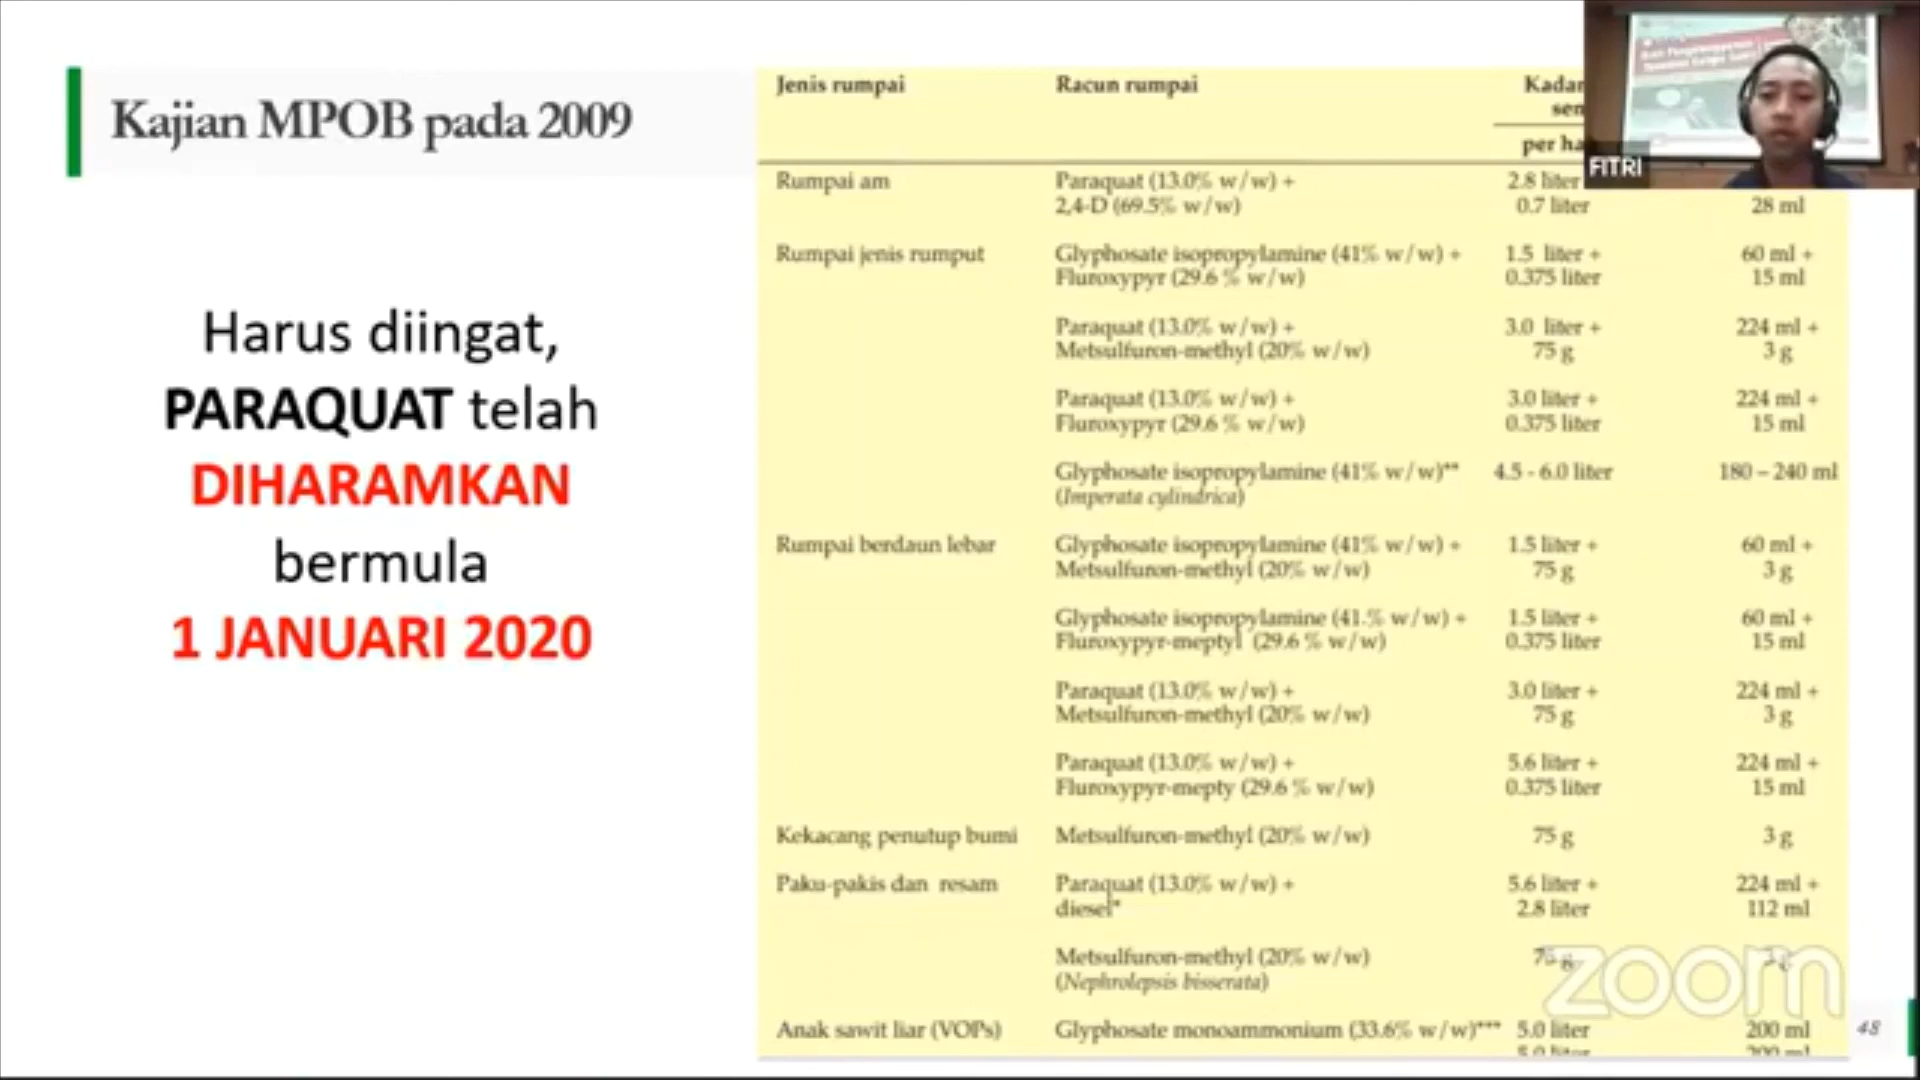 Kajian MPOB pada 2009
Harus diingat,
PARAQUAT telah
DIHARAMKAN
bermula
1 JANUARI 2020
Jenis rumpai Racun rumpai
per ha
Rumpai am Paraquat (13.0% w/w) + 2.8 liter
2,4-D (69.5% w/w) 0.7 liter 28 ml
Rumpai jenis rumput Glyphosate isopropylamine (41% w/w) + 1.5 liter + 60 ml +
Fluroxypyr (29.6 % w/w) 0.375 liter 15 ml
Paraquat (13.0% w/w) + 3.0 liter + 224 ml +
Metsulfuron-methyl (20% w/w) 75 g 3 g
Paraquat (13.0% w/w) + 3.0 liter + 224 ml +
Fluroxypyr (29.6 % w/w) 0.375 liter 15 ml
Glyphosate isopropylamine (41% w/w)** 4.5 - 6.0 liter 180 – 240 ml
(Imperata cylindrica)
Rumpai berdaun lebar Glyphosate isopropylamine (41% w/w) + 1.5 liter + 60 ml +
Metsulfuron-methyl (20% w/w) 75 g 3 g
Glyphosate isopropylamine (41.% w/w) + 1.5 liter + 60 ml +
Fluroxypyr-meptyl (29.6 % w/w) 0.375 liter 15 ml
Paraquat (13.0% w/w) + 3.0 liter + 224 ml +
Metsulfuron-methyl (20% w/w) 75 g 3 g
Paraquat (13.0% w/w) + 5.6 liter + 224 ml +
Fluroxypyr-mepty (29.6 % w/w) 0.375 liter 15 ml
Kekacang penutup bumi Metsulfuron-methyl (20% w/w) 75 g 3 g
Paku-pakis dan resam Paraquat (13.0% w/w) + 5.6 liter + 224 ml +
diesel* 2.8 liter 112 ml
Metsulfuron-methyl (20% w/w) 75 g 3 g
(Nephrolepsis bisserata)
Anak sawit liar (VOPs) Glyphosate monoammonium (33.6% w/w)*** 5.0 liter 200 ml
FITRI
zoom
48